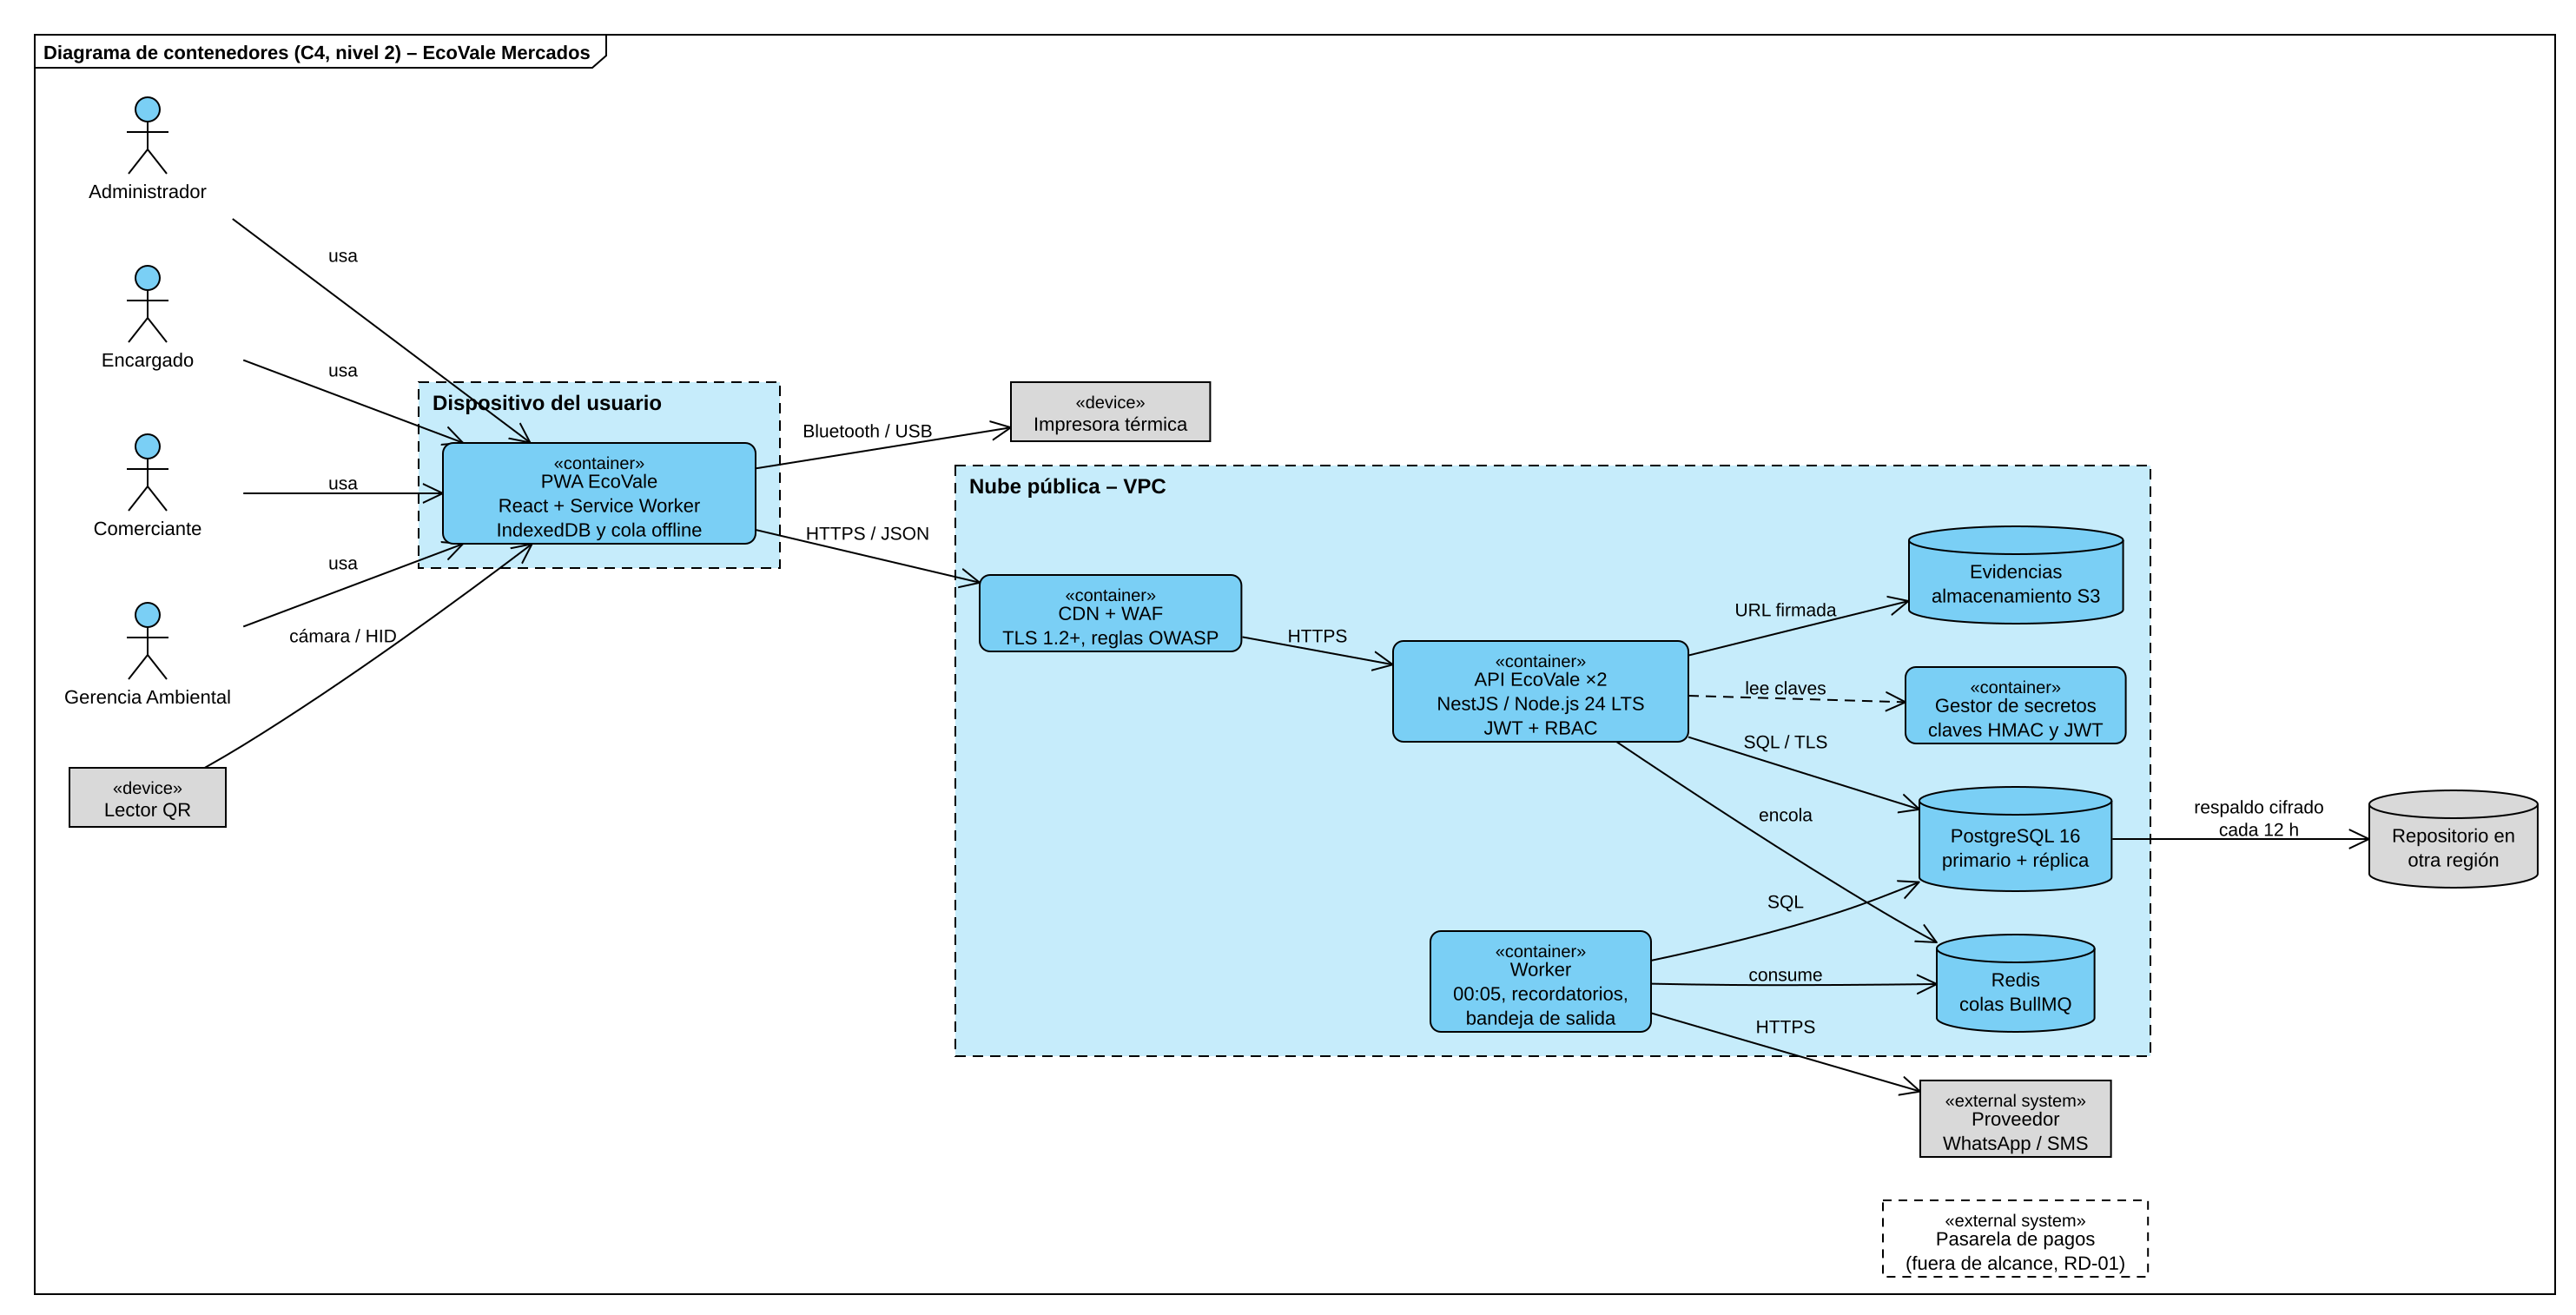 Diagrama de contenedores (C4, nivel 2) – EcoVale Mercados
Administrador
usa
Encargado
usa
Comerciante
usa
Gerencia Ambiental
usa
cámara / HID
«device»
Lector QR
Dispositivo del usuario
«container»
PWA EcoVale
React + Service Worker
IndexedDB y cola offline
Bluetooth / USB
«device»
Impresora térmica
HTTPS / JSON
Nube pública – VPC
«container»
CDN + WAF
TLS 1.2+, reglas OWASP
HTTPS
«container»
API EcoVale ×2
NestJS / Node.js 24 LTS
JWT + RBAC
URL firmada
Evidencias
almacenamiento S3
lee claves
«container»
Gestor de secretos
claves HMAC y JWT
SQL / TLS
encola
PostgreSQL 16
primario + réplica
respaldo cifrado
cada 12 h
Repositorio en
otra región
«container»
Worker
00:05, recordatorios,
bandeja de salida
SQL
consume
Redis
colas BullMQ
HTTPS
«external system»
Proveedor
WhatsApp / SMS
«external system»
Pasarela de pagos
(fuera de alcance, RD-01)